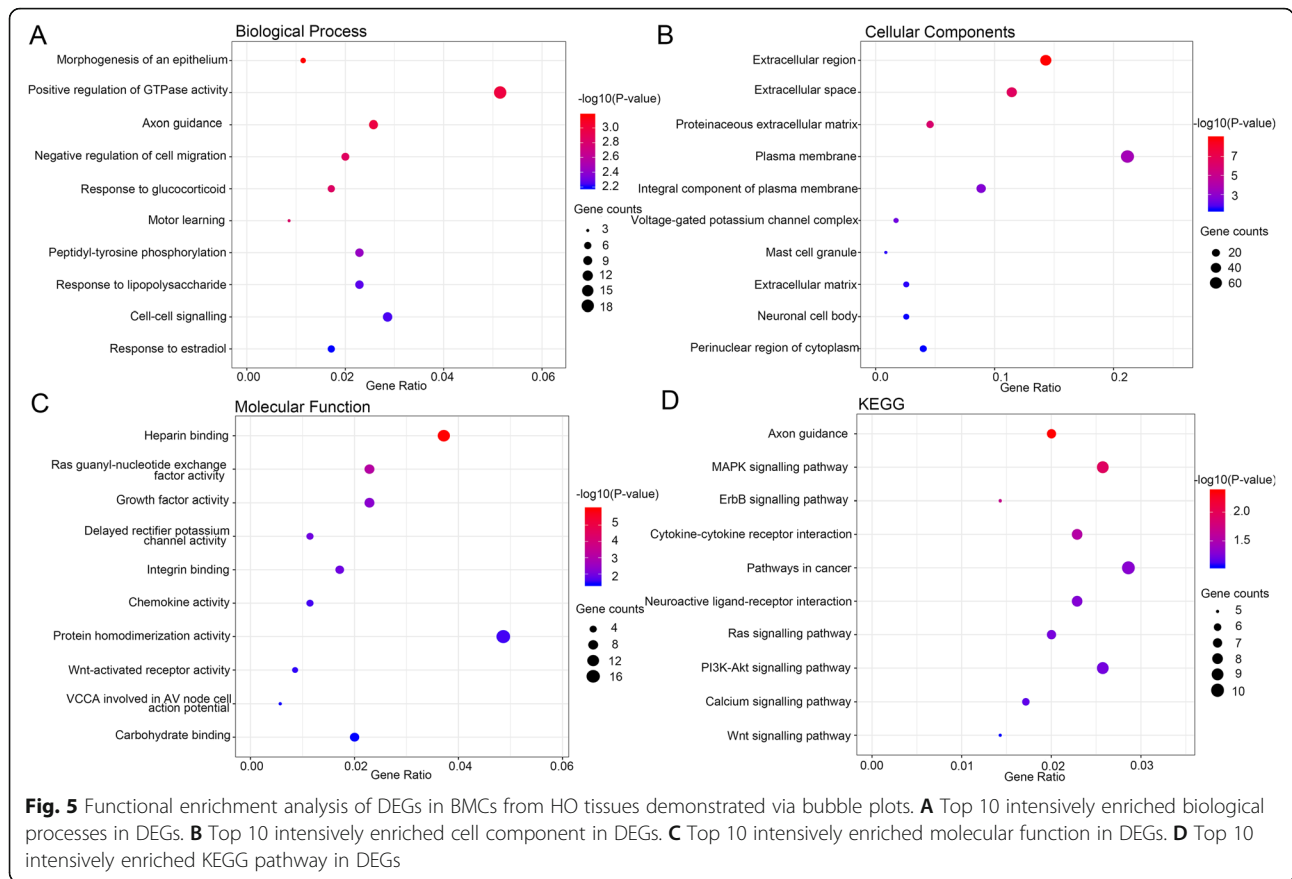 A
Biological Process
Morphogenesis of an epithelium
Positive regulation of GTPase activity
Axon guidance
Negative regulation of cell migration
Response to glucocorticoid
Motor learning
Peptidyl-tyrosine phosphorylation
Response to lipopolysaccharide
Cell-cell signalling
Response to estradiol
0.00 0.02 0.04 0.06
Gene Ratio
-log10(P-value)
3.0
2.8
2.6
2.4
2.2
Gene counts
3
6
9
12
15
18
B
Cellular Components
Extracellular region
Extracellular space
Proteinaceous extracellular matrix
Plasma membrane
Integral component of plasma membrane
Voltage-gated potassium channel complex
Mast cell granule
Extracellular matrix
Neuronal cell body
Perinuclear region of cytoplasm
0.0 0.1 0.2
Gene Ratio
-log10(P-value)
7
5
3
Gene counts
20
40
60
C
Molecular Function
Heparin binding
Ras guanyl-nucleotide exchange
factor activity
Growth factor activity
Delayed rectifier potassium
channel activity
Integrin binding
Chemokine activity
Protein homodimerization activity
Wnt-activated receptor activity
VCCA involved in AV node cell
action potential
Carbohydrate binding
0.00 0.02 0.04 0.06
Gene Ratio
-log10(P-value)
5
4
3
2
Gene counts
4
8
12
16
D
KEGG
Axon guidance
MAPK signalling pathway
ErbB signalling pathway
Cytokine-cytokine receptor interaction
Pathways in cancer
Neuroactive ligand-receptor interaction
Ras signalling pathway
PI3K-Akt signalling pathway
Calcium signalling pathway
Wnt signalling pathway
0.00 0.01 0.02 0.03
Gene Ratio
-log10(P-value)
2.0
1.5
Gene counts
5
6
7
8
9
10
Fig. 5 Functional enrichment analysis of DEGs in BMCs from HO tissues demonstrated via bubble plots. A Top 10 intensively enriched biological
processes in DEGs. B Top 10 intensively enriched cell component in DEGs. C Top 10 intensively enriched molecular function in DEGs. D Top 10
intensively enriched KEGG pathway in DEGs